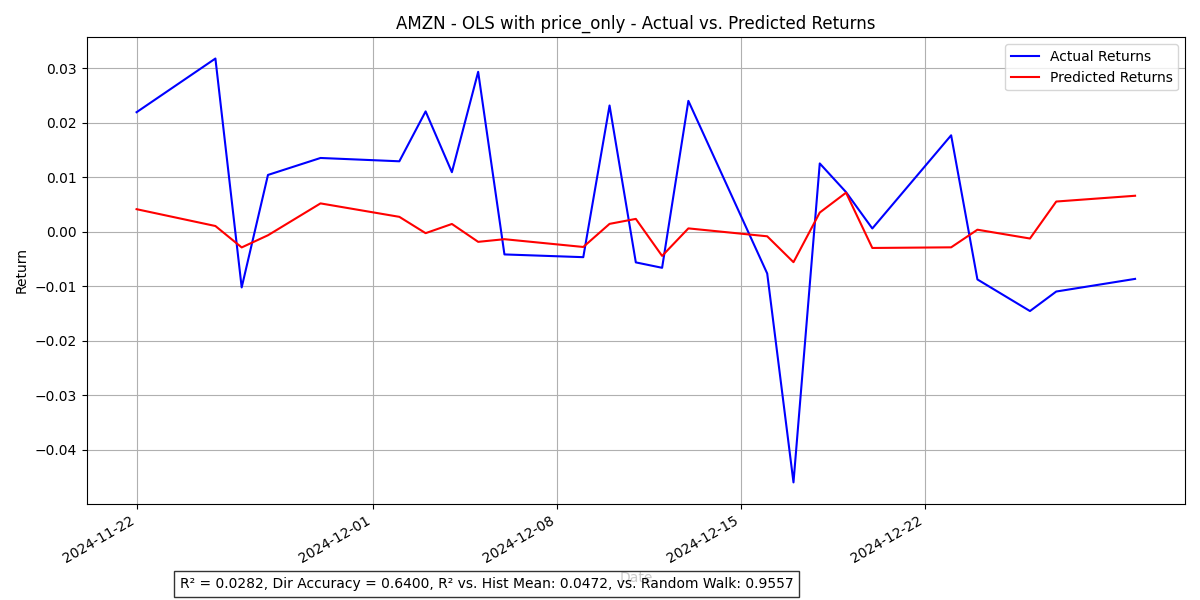 AMZN - OLS with price_only - Actual vs. Predicted Returns
Actual Returns
Predicted Returns
Return
0.03
0.02
0.01
0.00
−0.01
−0.02
−0.03
−0.04
2024-11-22
2024-12-01
2024-12-08
2024-12-15
2024-12-22
Date
R² = 0.0282, Dir Accuracy = 0.6400, R² vs. Hist Mean: 0.0472, vs. Random Walk: 0.9557